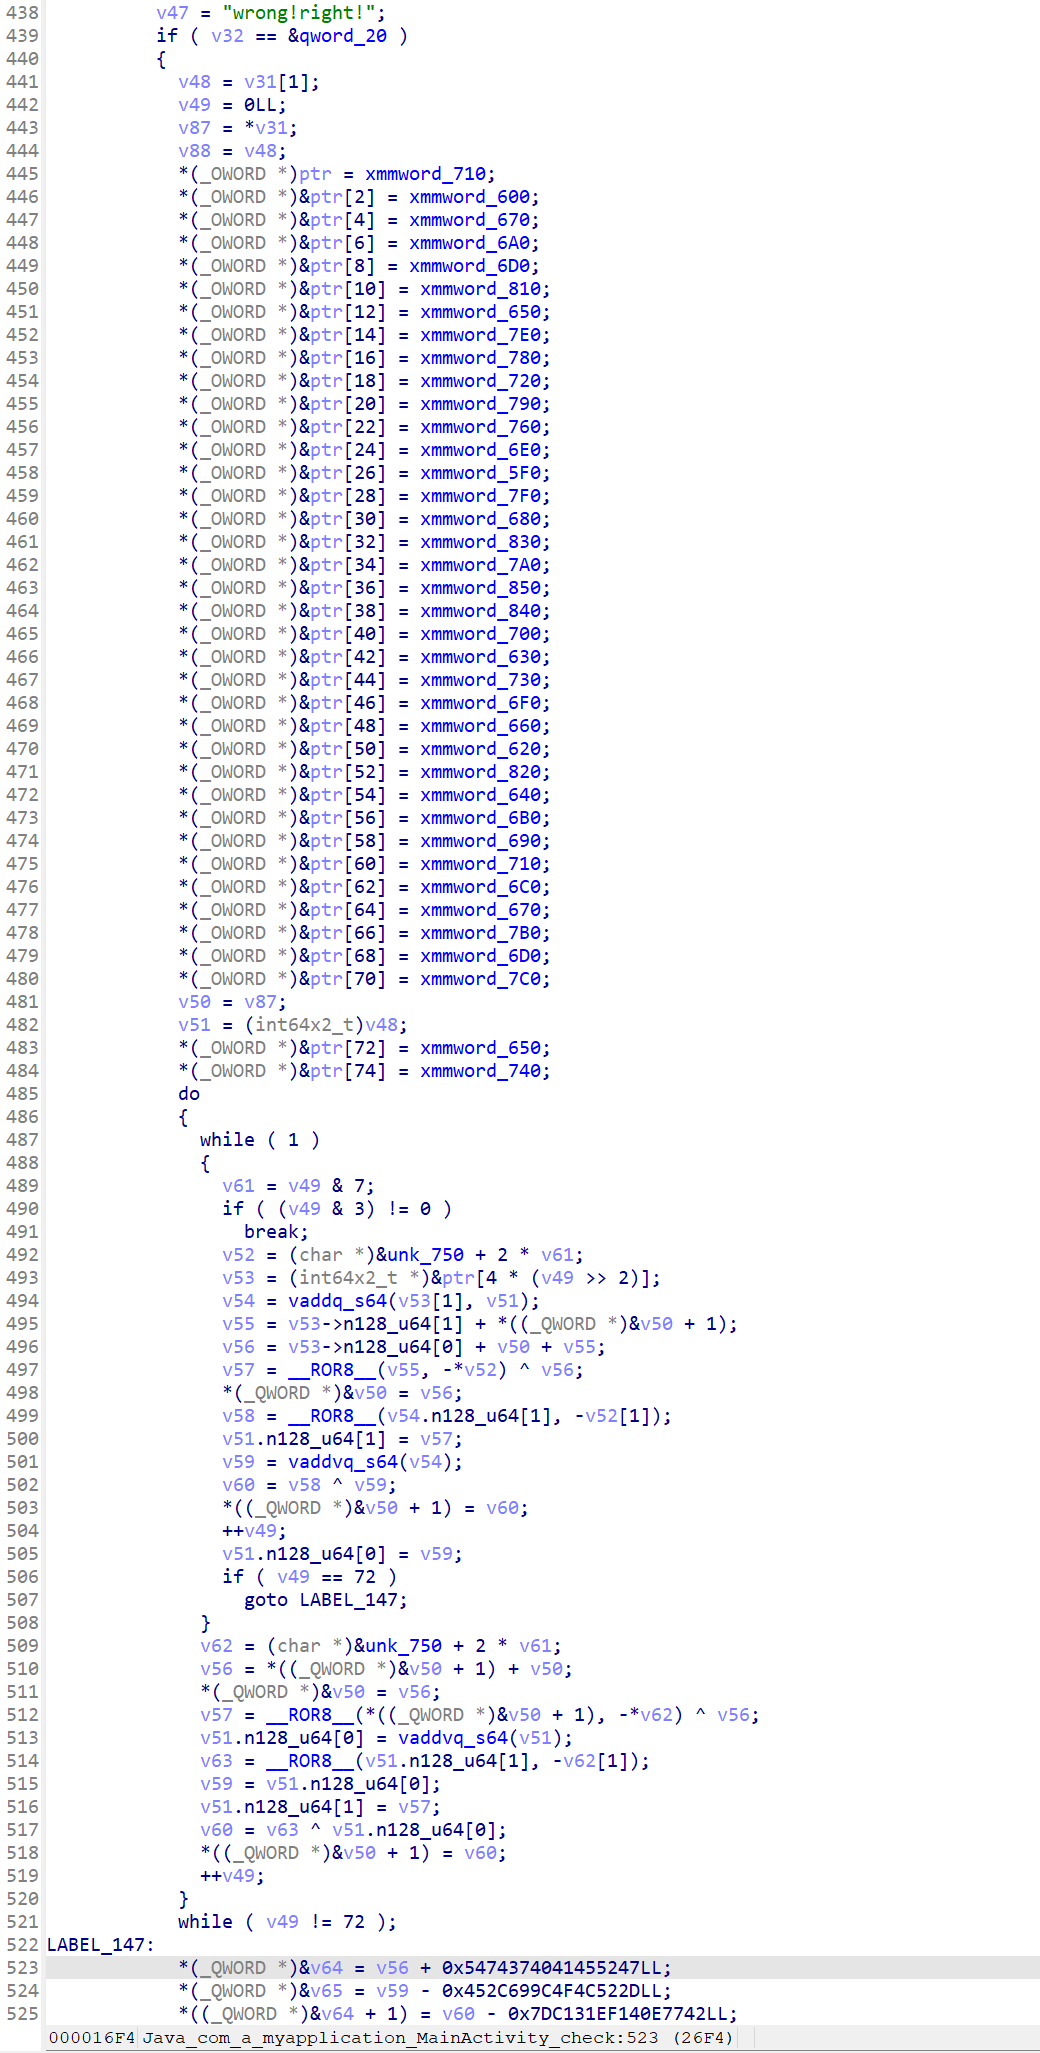 438 v47 = "wrong!right!";
439 if ( v32 == &qword_20 )
440 {
441 v48 = v31[1];
442 v49 = 0LL;
443 v87 = *v31;
444 v88 = v48;
445 *(_OWORD *)ptr = xmmword_710;
446 *(_OWORD *)&ptr[2] = xmmword_600;
447 *(_OWORD *)&ptr[4] = xmmword_670;
448 *(_OWORD *)&ptr[6] = xmmword_6A0;
449 *(_OWORD *)&ptr[8] = xmmword_6D0;
450 *(_OWORD *)&ptr[10] = xmmword_810;
451 *(_OWORD *)&ptr[12] = xmmword_650;
452 *(_OWORD *)&ptr[14] = xmmword_7E0;
453 *(_OWORD *)&ptr[16] = xmmword_780;
454 *(_OWORD *)&ptr[18] = xmmword_720;
455 *(_OWORD *)&ptr[20] = xmmword_790;
456 *(_OWORD *)&ptr[22] = xmmword_760;
457 *(_OWORD *)&ptr[24] = xmmword_6E0;
458 *(_OWORD *)&ptr[26] = xmmword_5F0;
459 *(_OWORD *)&ptr[28] = xmmword_7F0;
460 *(_OWORD *)&ptr[30] = xmmword_680;
461 *(_OWORD *)&ptr[32] = xmmword_830;
462 *(_OWORD *)&ptr[34] = xmmword_7A0;
463 *(_OWORD *)&ptr[36] = xmmword_850;
464 *(_OWORD *)&ptr[38] = xmmword_840;
465 *(_OWORD *)&ptr[40] = xmmword_700;
466 *(_OWORD *)&ptr[42] = xmmword_630;
467 *(_OWORD *)&ptr[44] = xmmword_730;
468 *(_OWORD *)&ptr[46] = xmmword_6F0;
469 *(_OWORD *)&ptr[48] = xmmword_660;
470 *(_OWORD *)&ptr[50] = xmmword_620;
471 *(_OWORD *)&ptr[52] = xmmword_820;
472 *(_OWORD *)&ptr[54] = xmmword_640;
473 *(_OWORD *)&ptr[56] = xmmword_6B0;
474 *(_OWORD *)&ptr[58] = xmmword_690;
475 *(_OWORD *)&ptr[60] = xmmword_710;
476 *(_OWORD *)&ptr[62] = xmmword_6C0;
477 *(_OWORD *)&ptr[64] = xmmword_670;
478 *(_OWORD *)&ptr[66] = xmmword_7B0;
479 *(_OWORD *)&ptr[68] = xmmword_6D0;
480 *(_OWORD *)&ptr[70] = xmmword_7C0;
481 v50 = v87;
482 v51 = (int64x2_t)v48;
483 *(_OWORD *)&ptr[72] = xmmword_650;
484 *(_OWORD *)&ptr[74] = xmmword_740;
485 do
486 {
487 while ( 1 )
488 {
489 v61 = v49 & 7;
490 if ( (v49 & 3) != 0 )
491 break;
492 v52 = (char *)&unk_750 + 2 * v61;
493 v53 = (int64x2_t *)&ptr[4 * (v49 >> 2)];
494 v54 = vaddq_s64(v53[1], v51);
495 v55 = v53->n128_u64[1] + *((_QWORD *)&v50 + 1);
496 v56 = v53->n128_u64[0] + v50 + v55;
497 v57 = __ROR8__(v55, -*v52) ^ v56;
498 *(_QWORD *)&v50 = v56;
499 v58 = __ROR8__(v54.n128_u64[1], -v52[1]);
500 v51.n128_u64[1] = v57;
501 v59 = vaddvq_s64(v54);
502 v60 = v58 ^ v59;
503 *((_QWORD *)&v50 + 1) = v60;
504 ++v49;
505 v51.n128_u64[0] = v59;
506 if ( v49 == 72 )
507 goto LABEL_147;
508 }
509 v62 = (char *)&unk_750 + 2 * v61;
510 v56 = *((_QWORD *)&v50 + 1) + v50;
511 *(_QWORD *)&v50 = v56;
512 v57 = __ROR8__(*((_QWORD *)&v50 + 1), -*v62) ^ v56;
513 v51.n128_u64[0] = vaddvq_s64(v51);
514 v63 = __ROR8__(v51.n128_u64[1], -v62[1]);
515 v59 = v51.n128_u64[0];
516 v51.n128_u64[1] = v57;
517 v60 = v63 ^ v51.n128_u64[0];
518 *((_QWORD *)&v50 + 1) = v60;
519 ++v49;
520 }
521 while ( v49 != 72 );
522 LABEL_147:
523 *(_QWORD *)&v64 = v56 + 0x5474374041455247LL;
524 *(_QWORD *)&v65 = v59 - 0x452C699C4F4C522DLL;
525 *((_QWORD *)&v64 + 1) = v60 - 0x7DC131EF140E7742LL;
000016F4 Java_com_a_myapplication_MainActivity_check:523 (26F4)